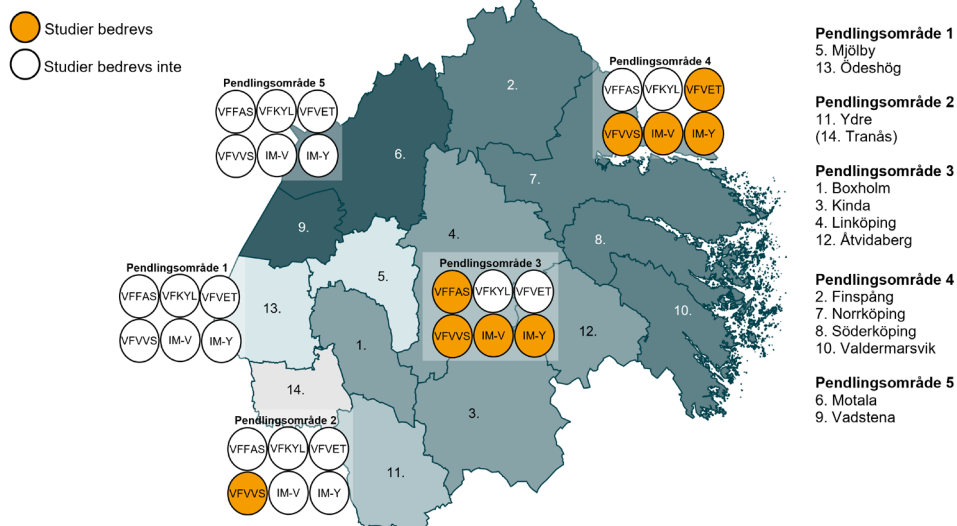 Studier bedrevs
Studier bedrevs inte
Pendlingsområde 5
VFFAS VFKYL VFVET
VFVVS IM-V IM-Y
Pendlingsområde 4
VFFAS VFKYL VFVET
VFVVS IM-V IM-Y
2.
6.
7.
9.
4.
8.
Pendlingsområde 1
VFFAS VFKYL VFVET
VFVVS IM-V IM-Y
13.
5.
Pendlingsområde 3
VFFAS VFKYL VFVET
VFVVS IM-V IM-Y
10.
1.
12.
14.
3.
Pendlingsområde 2
VFFAS VFKYL VFVET
VFVVS IM-V IM-Y
11.
Pendlingsområde 1
5. Mjölby
13. Ödeshög
Pendlingsområde 2
11. Ydre
(14. Tranås)
Pendlingsområde 3
1. Boxholm
3. Kinda
4. Linköping
12. Åtvidaberg
Pendlingsområde 4
2. Finspång
7. Norrköping
8. Söderköping
10. Valdermarsvik
Pendlingsområde 5
6. Motala
9. Vadstena